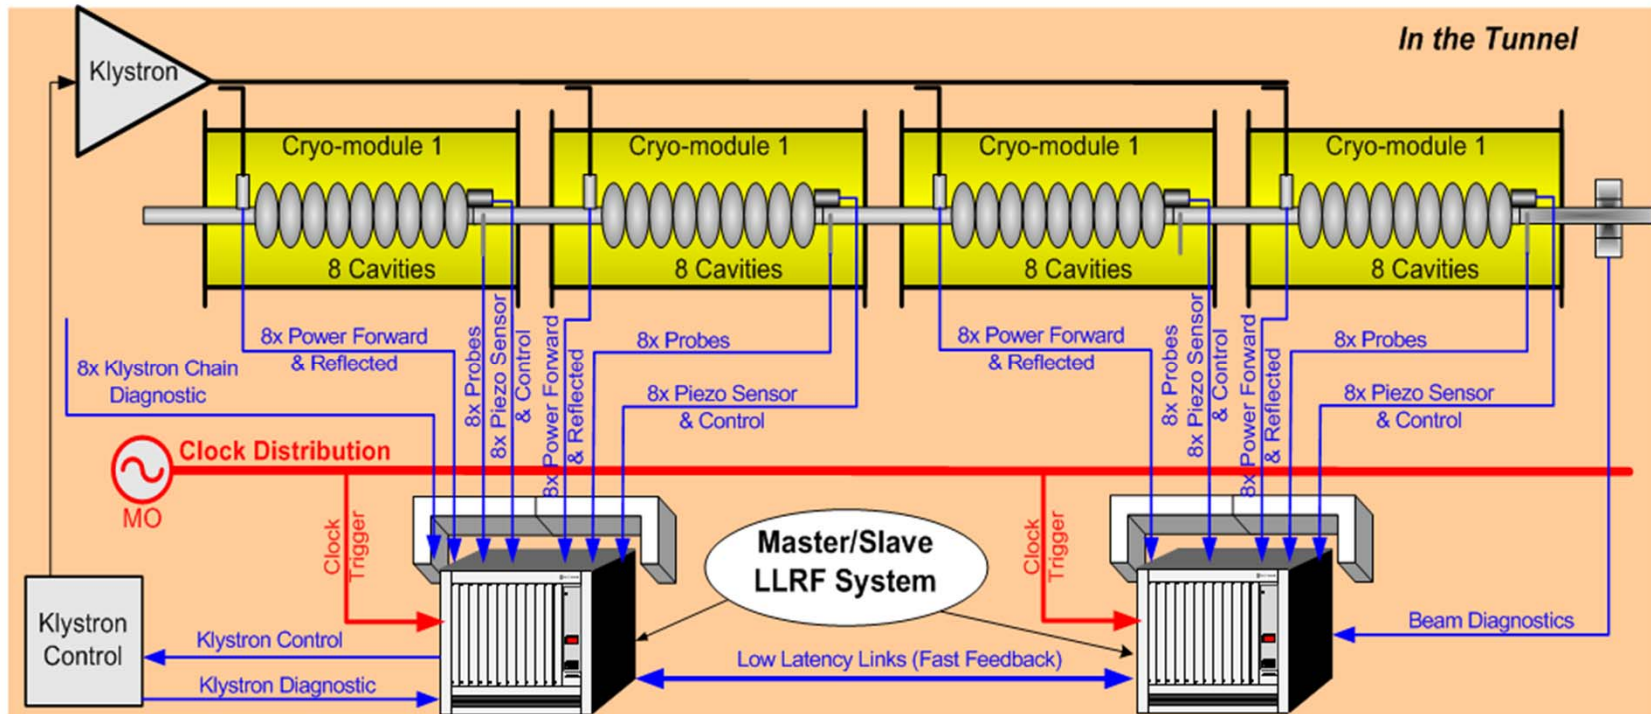 In the Tunnel
Klystron
Cryo-module 1
Cryo-module 1
Cryo-module 1
Cryo-module 1
8 Cavities
8 Cavities
8 Cavities
8 Cavities
8x Klystron Chain
Diagnostic
8x Power Forward
& Reflected
8x Probes
8x Piezo Sensor
& Control
8x Power Forward
& Reflected
8x Probes
8x Piezo Sensor
& Control
8x Power Forward
& Reflected
8x Probes
8x Piezo Sensor
& Control
8x Power Forward
& Reflected
8x Probes
8x Piezo Sensor
& Control
Clock Distribution
MO
Clock
Trigger
Clock
Trigger
Master/Slave
LLRF System
Klystron
Control
Klystron Control
Klystron Diagnostic
Low Latency Links (Fast Feedback)
Beam Diagnostics